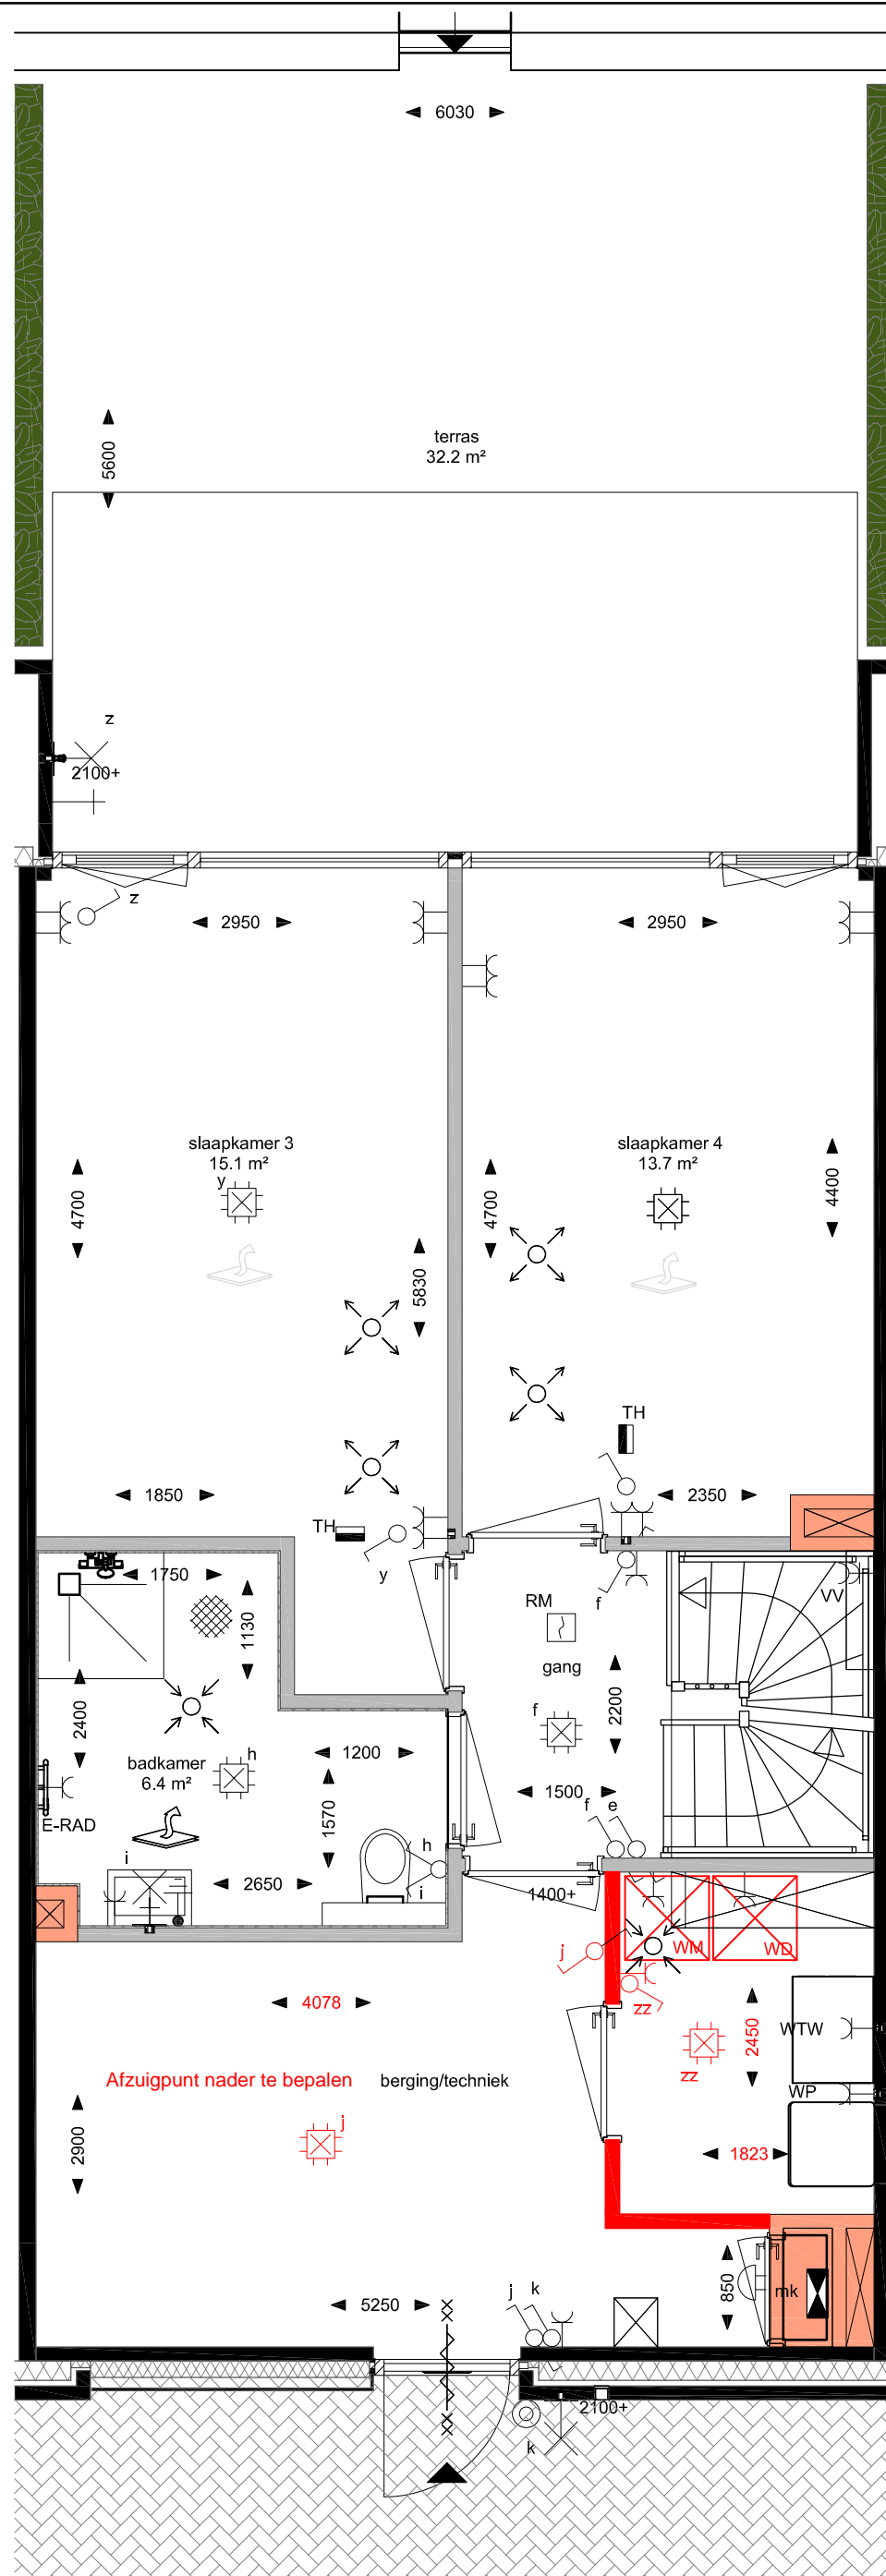 6030
5600
terras
32.2 m²
z
2100+
z
2950
2950
slaapkamer 3
15.1 m²
y
slaapkamer 4
13.7 m²
4700
4700
4400
5830
TH
1850
2350
TH
y
1750
1130
f
VV
RM
gang
f
2200
2400
badkamer
6.4 m²
h
1200
1570
1500
E-RAD
f e
i
h
2650
i
1400+
j
WM
WD
4078
zz
2450
WTW
zz
Afzuigpunt nader te bepalen
berging/techniek
WP
j
2900
1823
850
mk
j k
5250
2100+
k